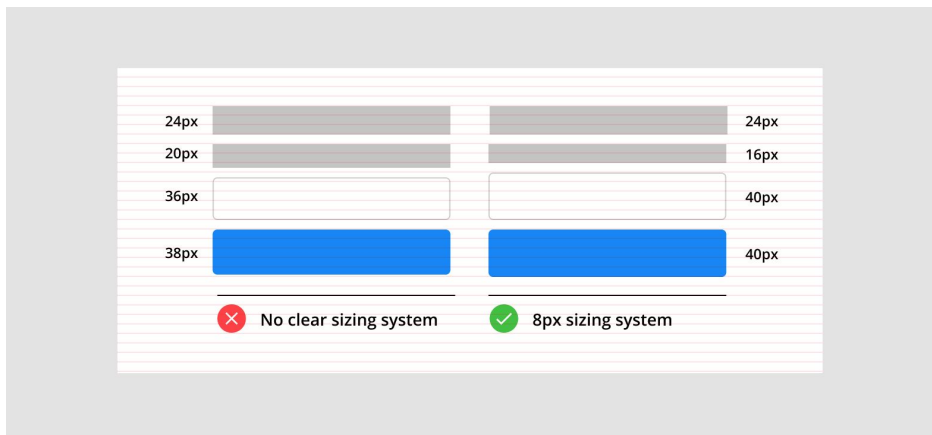 24px 24px
20px 16px
36px 40px
38px 40px
No clear sizing system 8px sizing system